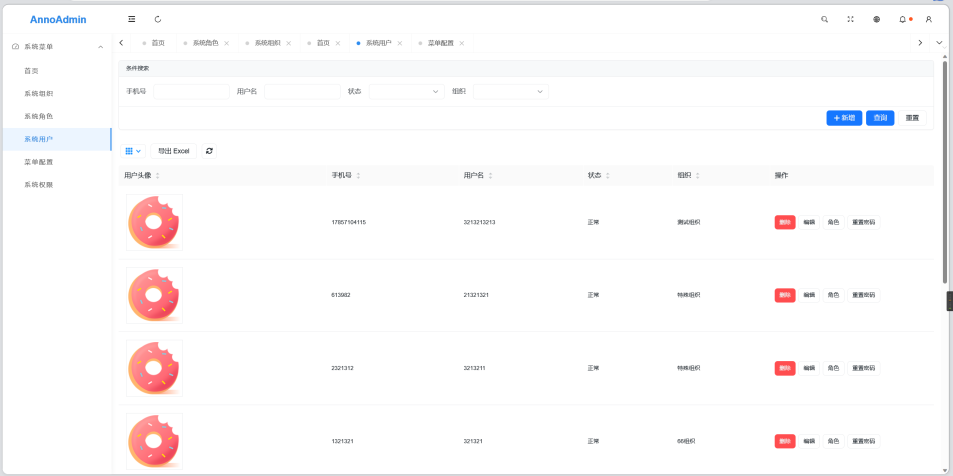 AnnoAdmin
首页 系统角色 系统组织 首页 系统用户 菜单配置
系统菜单
首页
系统组织
系统角色
系统用户
菜单配置
系统权限
条件搜索
手机号 用户名 状态 组织
+ 新增 查询 重置
导出 Excel
用户头像 手机号 用户名 状态 组织 操作
17857104115 3213213213 正常 测试组织 删除 编辑 角色 重置密码
613982 21321321 正常 特殊组织 删除 编辑 角色 重置密码
2321312 3213211 正常 特殊组织 删除 编辑 角色 重置密码
1321321 321321 正常 66组织 删除 编辑 角色 重置密码